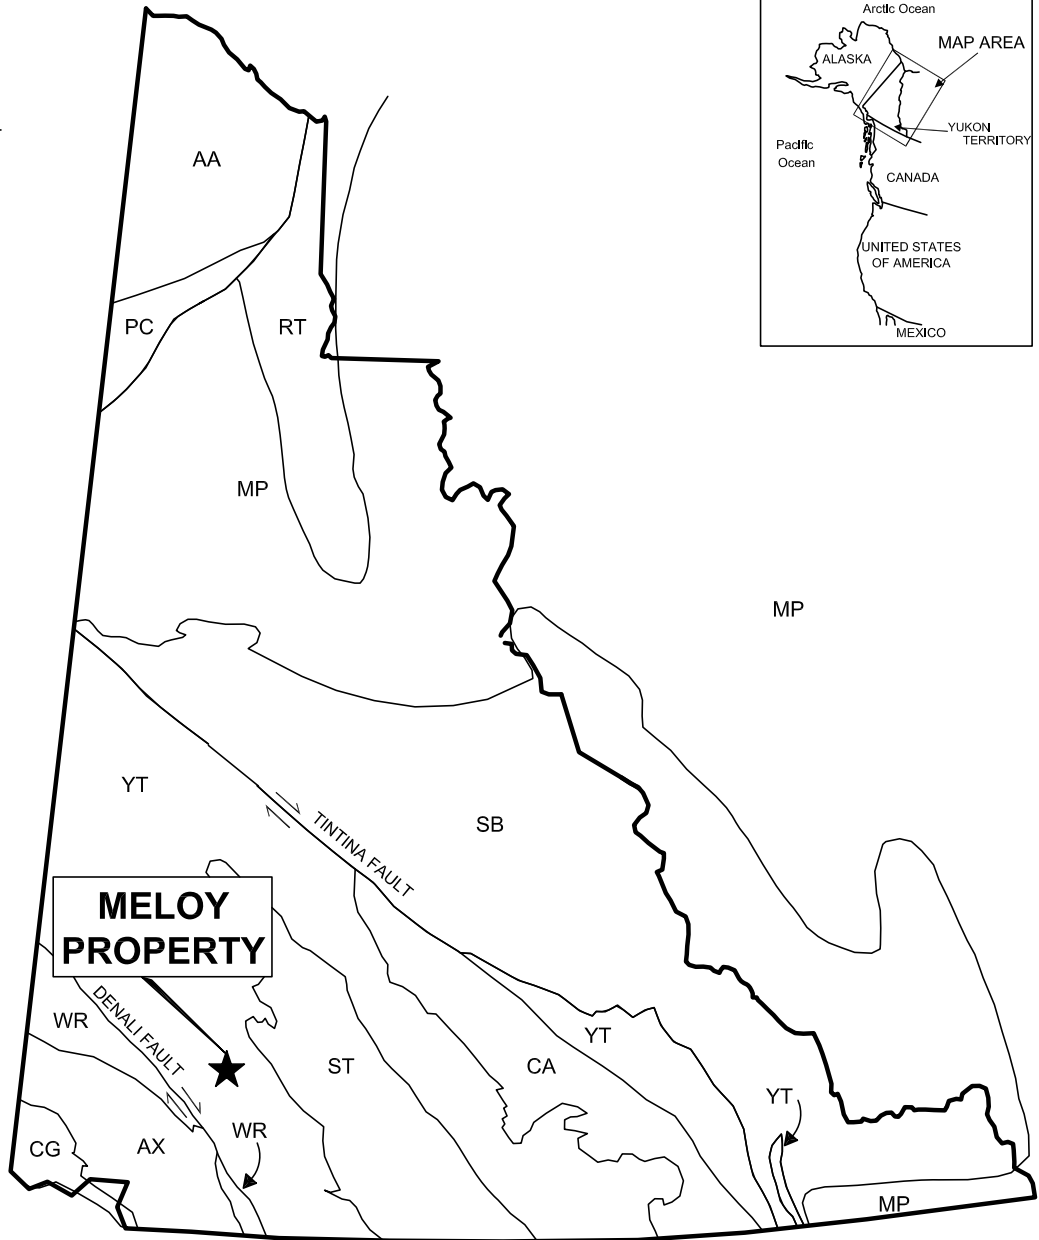 Arctic Ocean
ALASKA
MAP AREA
YUKON
TERRITORY
Pacific
Ocean
CANADA
UNITED STATES
OF AMERICA
MEXICO
AA
PC
RT
MP
MP
YT
SB
TINTINA FAULT
MELOY
PROPERTY
DENALI FAULT
WR
YT
ST
CA
YT
WR
AX
CG
MP